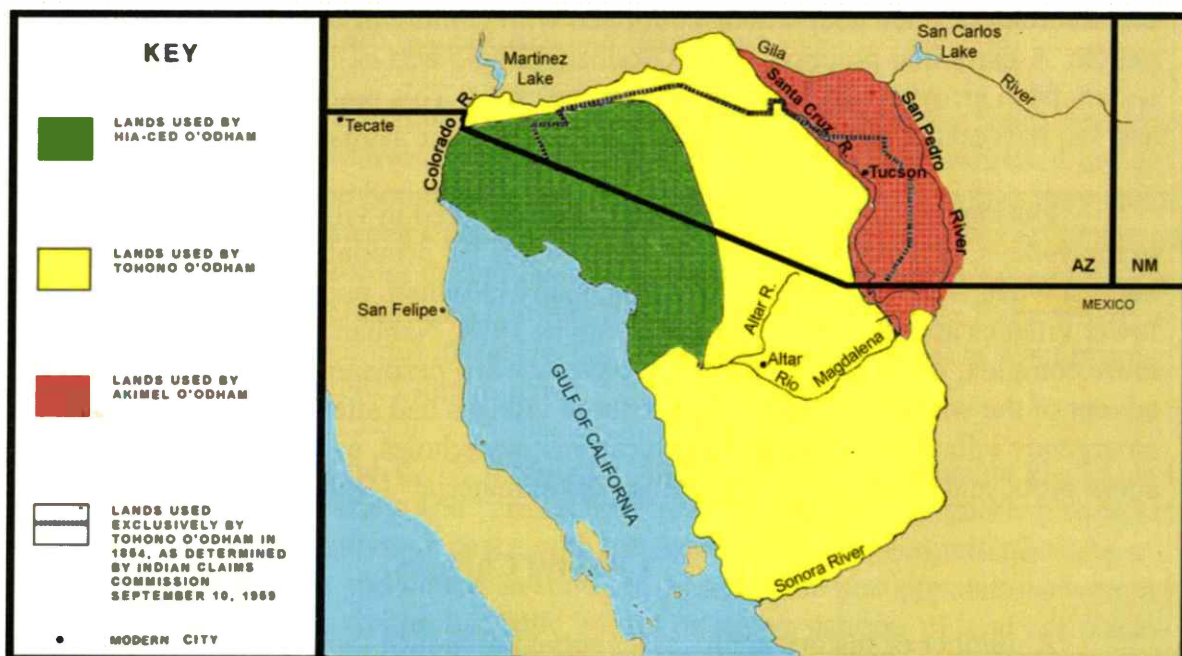 KEY
LANDS USED BY
HIA-CED O'ODHAM
LANDS USED BY
TOHONO O'ODHAM
LANDS USED BY
AKIMEL O'ODHAM
LANDS USED
EXCLUSIVELY BY
TOHONO O'ODHAM IN
1854, AS DETERMINED
BY INDIAN CLAIMS
COMMISSION
SEPTEMBER 10, 1969
MODERN CITY
San Carlos
Lake
Gila
River
Martinez
Lake
Santa Cruz R.
San Pedro
River
Colorado R.
Tecate
Tucson
AZ
NM
MEXICO
San Felipe
Altar R.
Altar
Rio Magdalena
GULF OF CALIFORNIA
Sonora River